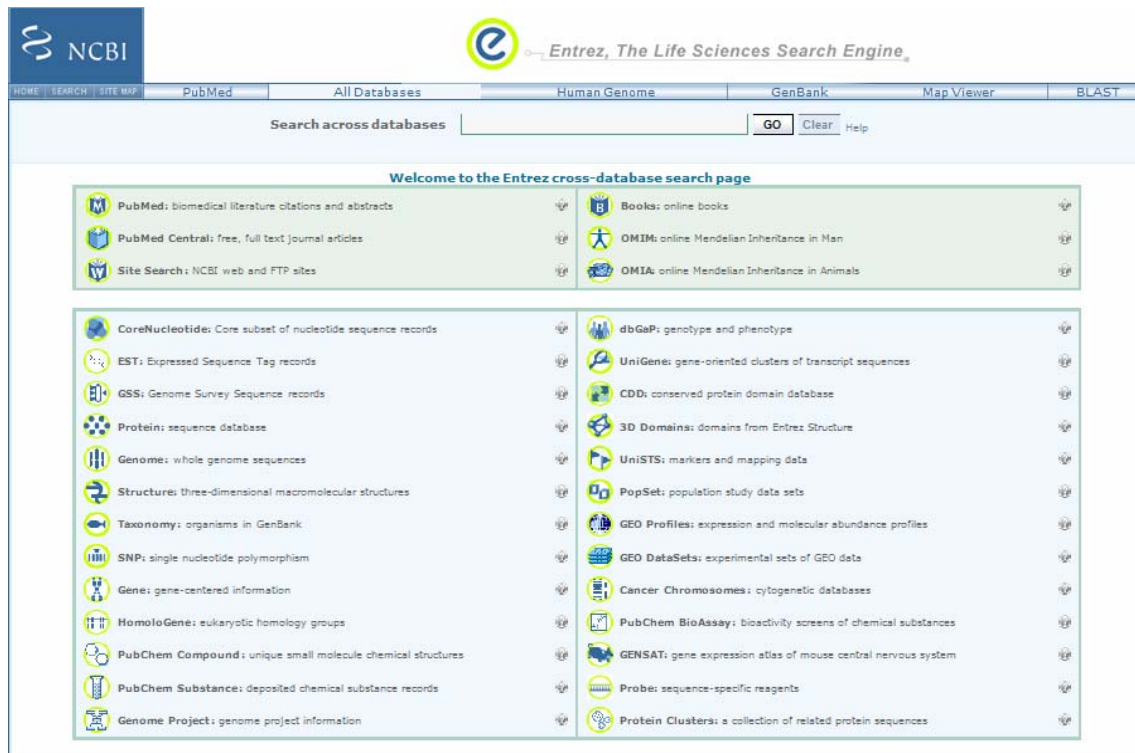 NCBI
Entrez, The Life Sciences Search Engine
HOME SEARCH SITE MAP PubMed All Databases Human Genome GenBank Map Viewer BLAST
Search across databases GO Clear Help
Welcome to the Entrez cross-database search page
PubMed: biomedical literature citations and abstracts
PubMed Central: free, full text journal articles
Site Search: NCBI web and FTP sites
Books: online books
OMIM: online Mendelian Inheritance in Man
OMIA: online Mendelian Inheritance in Animals
CoreNucleotide: Core subset of nucleotide sequence records
EST: Expressed Sequence Tag records
GSS: Genome Survey Sequence records
Protein: sequence database
Genome: whole genome sequences
Structure: three-dimensional macromolecular structures
Taxonomy: organisms in GenBank
SNP: single nucleotide polymorphism
Gene: gene-centered information
HomoloGene: eukaryotic homology groups
PubChem Compound: unique small molecule chemical structures
PubChem Substance: deposited chemical substance records
Genome Project: genome project information
dbGaP: genotype and phenotype
UniGene: gene-oriented clusters of transcript sequences
CDD: conserved protein domain database
3D Domains: domains from Entrez Structure
UniSTS: markers and mapping data
PopSet: population study data sets
GEO Profiles: expression and molecular abundance profiles
GEO DataSets: experimental sets of GEO data
Cancer Chromosomes: cytogenetic databases
PubChem BioAssay: bioactivity screens of chemical substances
GENSAT: gene expression atlas of mouse central nervous system
Probe: sequence-specific reagents
Protein Clusters: a collection of related protein sequences